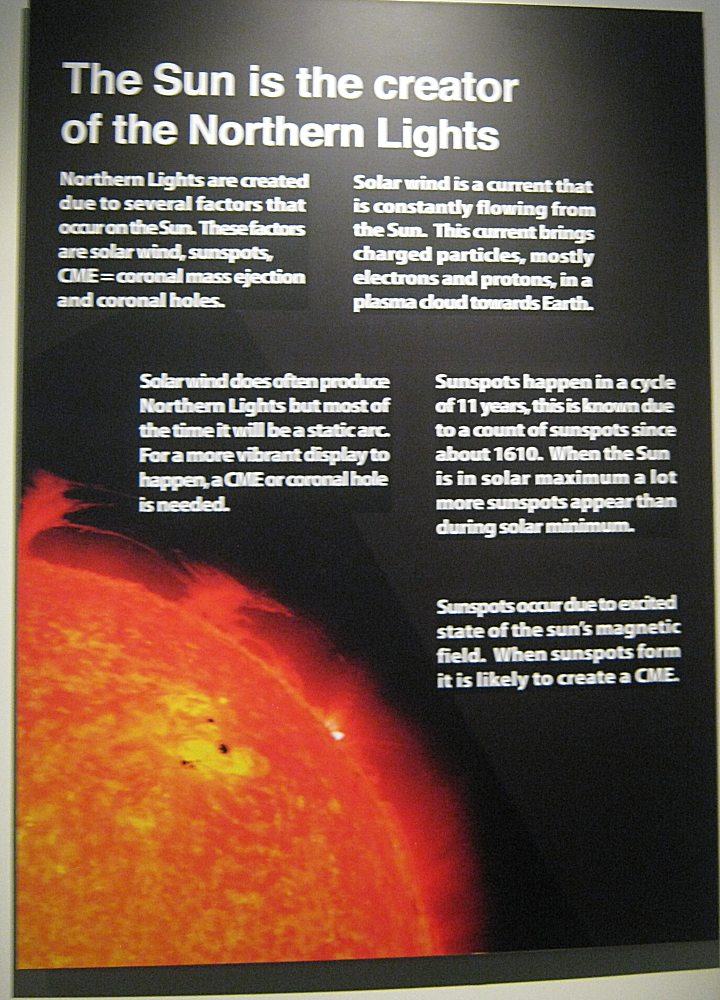 The Sun is the creator
of the Northern Lights
Northern Lights are created
due to several factors that
occur on the Sun. These factors
are solar wind, sunspots,
CME = coronal mass ejection
and coronal holes.
Solar wind is a current that
is constantly flowing from
the Sun. This current brings
charged particles, mostly
electrons and protons, in a
plasma cloud towards Earth.
Solar wind does often produce
Northern Lights but most of
the time it will be a static arc.
For a more vibrant display to
happen, a CME or coronal hole
is needed.
Sunspots happen in a cycle
of 11 years, this is known due
to a count of sunspots since
about 1610. When the Sun
is in solar maximum a lot
more sunspots appear than
during solar minimum.
Sunspots occur due to excited
state of the sun's magnetic
field. When sunspots form
it is likely to create a CME.